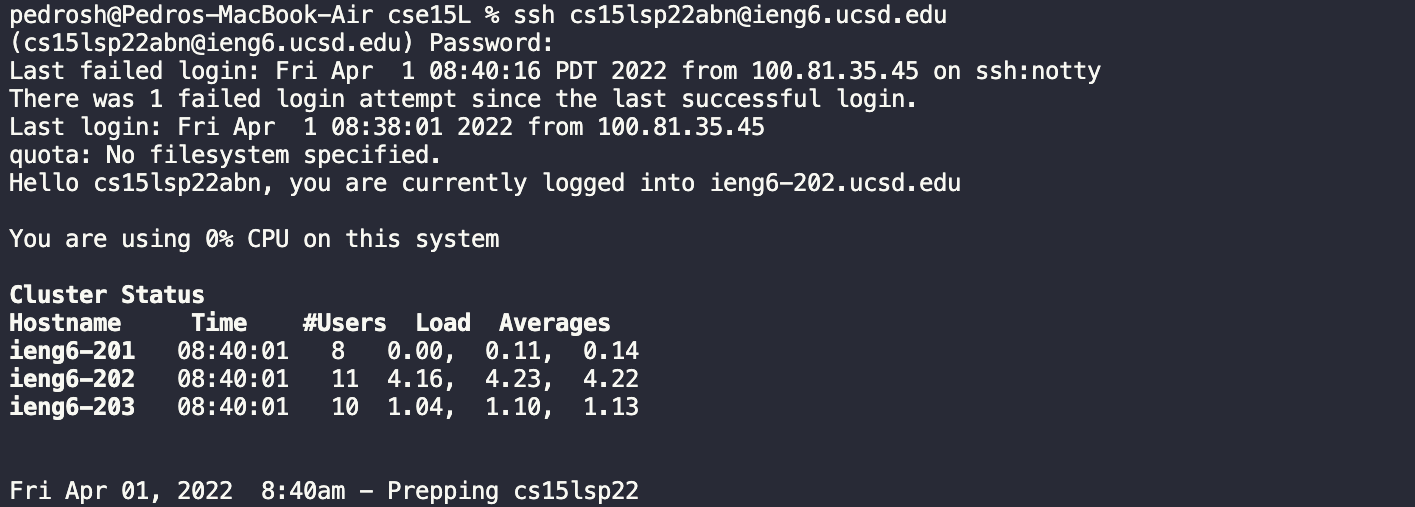 pedrosh@Pedros-MacBook-Air cse15L % ssh cs15lsp22abn@ieng6.ucsd.edu
(cs15lsp22abn@ieng6.ucsd.edu) Password:
Last failed login: Fri Apr  1 08:40:16 PDT 2022 from 100.81.35.45 on ssh:notty
There was 1 failed login attempt since the last successful login.
Last login: Fri Apr  1 08:38:01 2022 from 100.81.35.45
quota: No filesystem specified.
Hello cs15lsp22abn, you are currently logged into ieng6-202.ucsd.edu
You are using 0% CPU on this system
Cluster Status
Hostname     Time    #Users  Load  Averages
ieng6-201   08:40:01   8   0.00,  0.11,  0.14
ieng6-202   08:40:01   11  4.16,  4.23,  4.22
ieng6-203   08:40:01   10  1.04,  1.10,  1.13
Fri Apr 01, 2022  8:40am - Prepping cs15lsp22